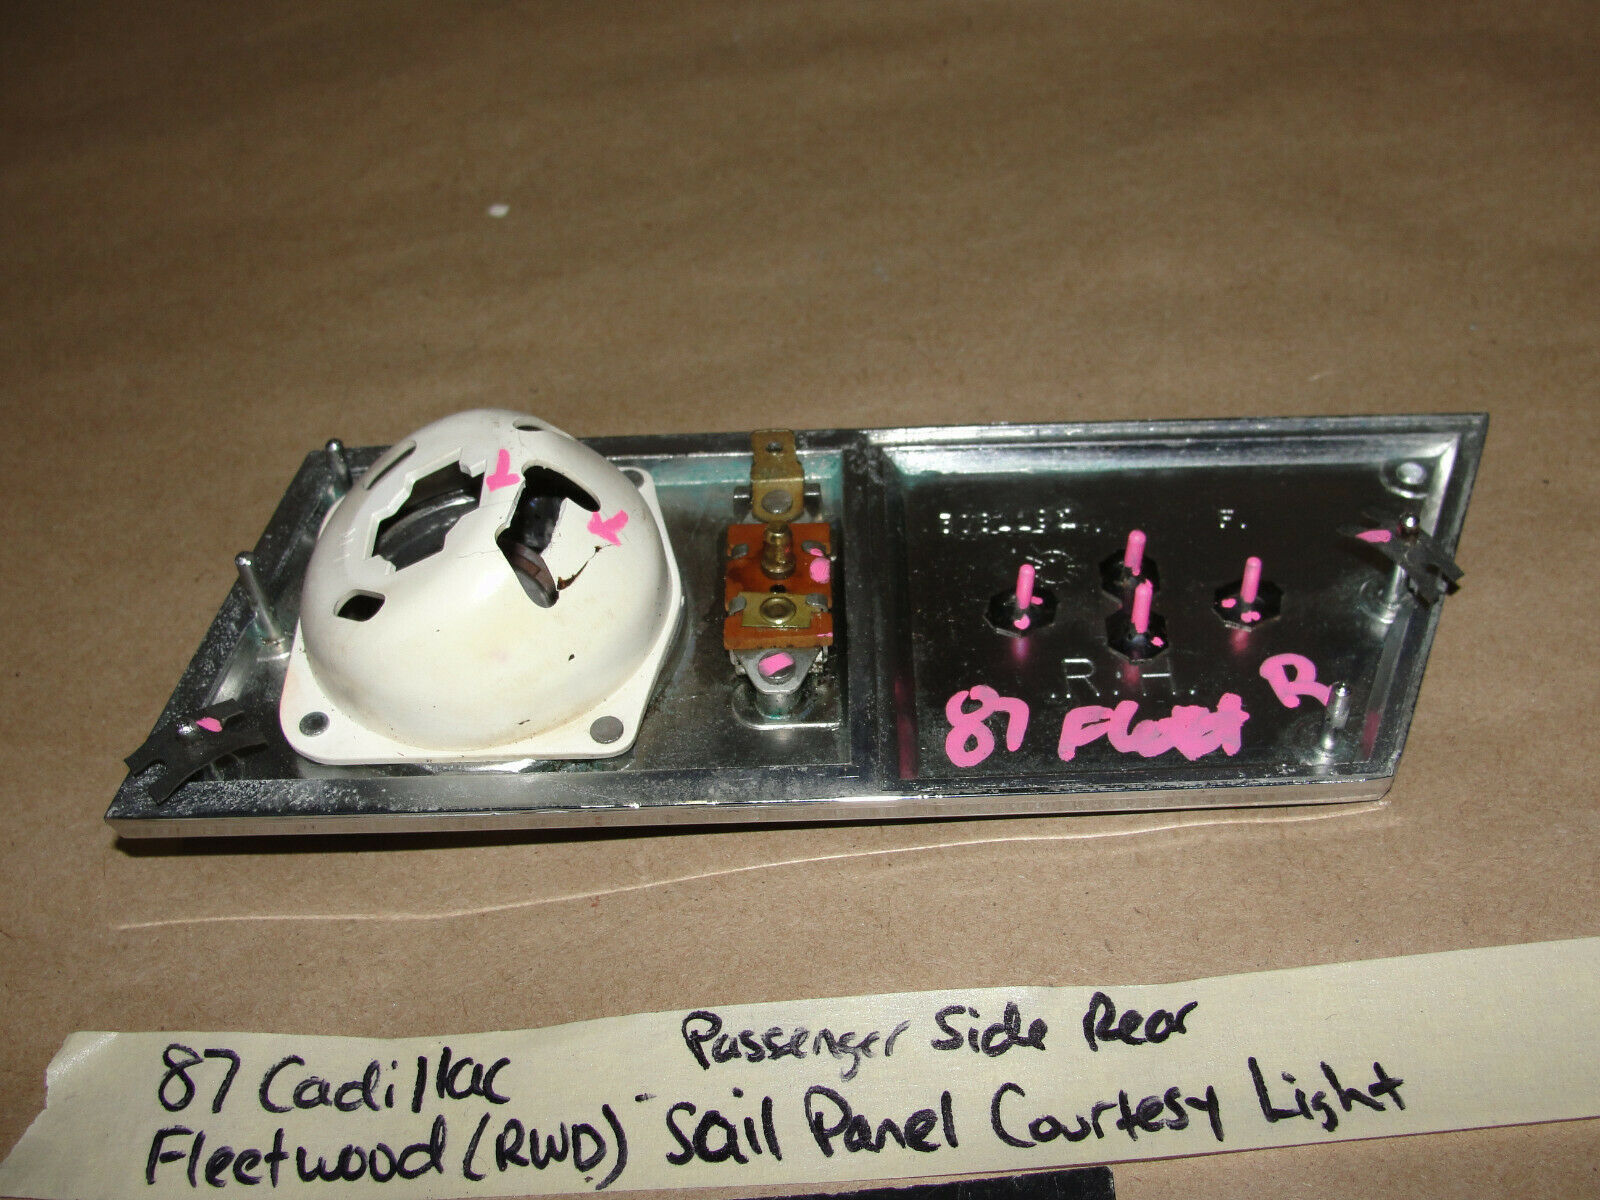 F.
R.H.
87 Fleet R
Passenger Side Rear
87 Cadillac
Fleetwood (RWD) - Sail Panel Courtesy Light